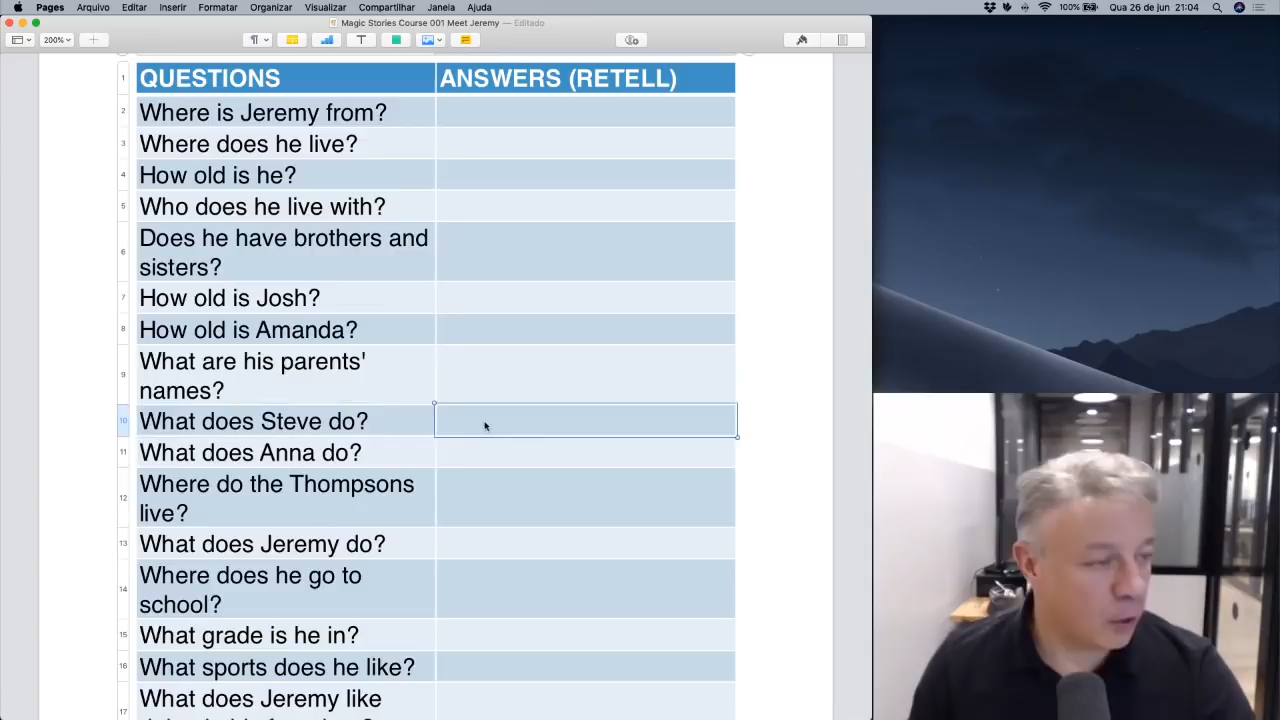 Pages Arquivo Editar Inserir Formatar Organizar Visualizar Compartilhar Janela Ajuda 100% Qua 26 de jun 21:04
Magic Stories Course 001 Meet Jeremy — Editado
200%
1 QUESTIONS ANSWERS (RETELL)
2 Where is Jeremy from?
3 Where does he live?
4 How old is he?
5 Who does he live with?
6 Does he have brothers and
sisters?
7 How old is Josh?
8 How old is Amanda?
9 What are his parents'
names?
10 What does Steve do?
11 What does Anna do?
12 Where do the Thompsons
live?
13 What does Jeremy do?
14 Where does he go to
school?
15 What grade is he in?
16 What sports does he like?
17 What does Jeremy like